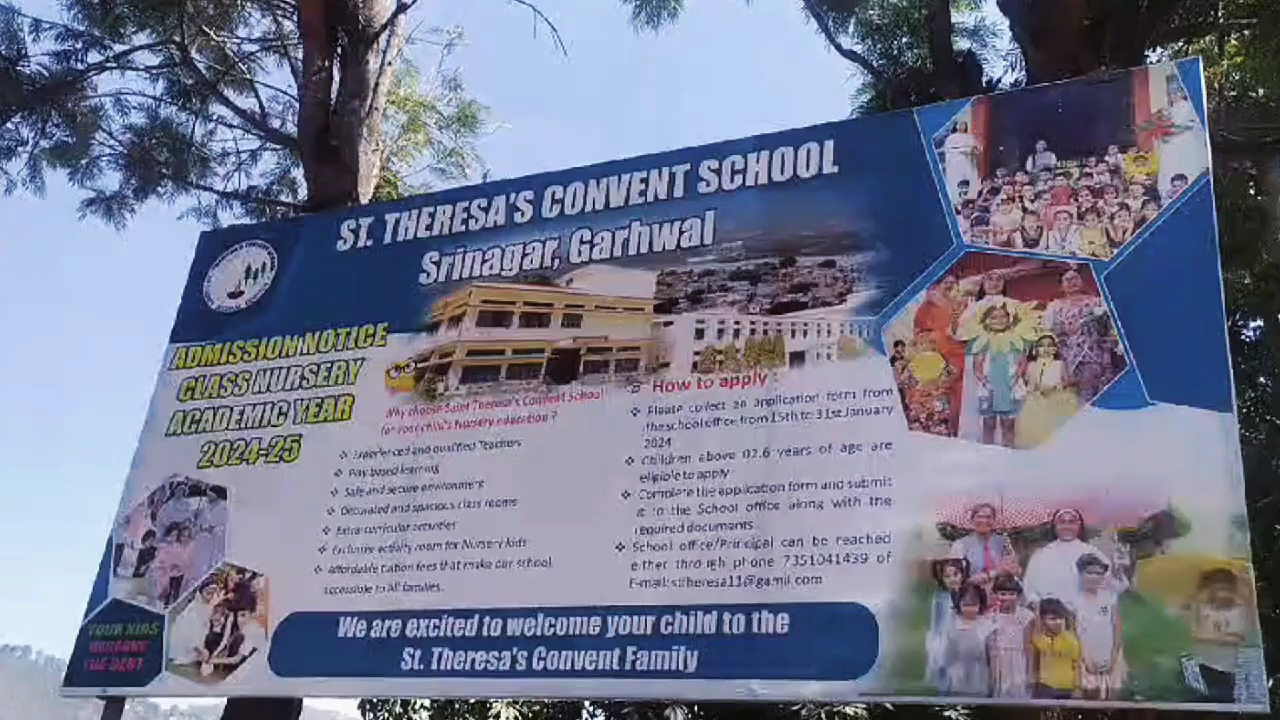 ST. THERESA'S CONVENT SCHOOL
Srinagar, Garhwal
ADMISSION NOTICE
CLASS NURSERY
ACADEMIC YEAR
2024-25
Why choose Saint Theresa's Convent School
for your child's Nursery education ?
❖ Experienced and qualified Teachers
❖ Play based learning
❖ Safe and secure environment
❖ Decorated and spacious class rooms
❖ Extra curricular activities
❖ Exclusive activity room for Nursery kids
❖ Affordable tuition fees that make our school
accessible to All families.
How to apply
❖ Please collect an application form from
the school office from 15th to 31st January
2024
❖ Children above 02.6 years of age are
eligible to apply
❖ Complete the application form and submit
it to the School office along with the
required documents.
❖ School office/Principal can be reached
either through phone 7351041439 of
E-mail:sttheresa11@gamil.com
YOUR KIDS
DESERVE
THE BEST
We are excited to welcome your child to the
St. Theresa's Convent Family